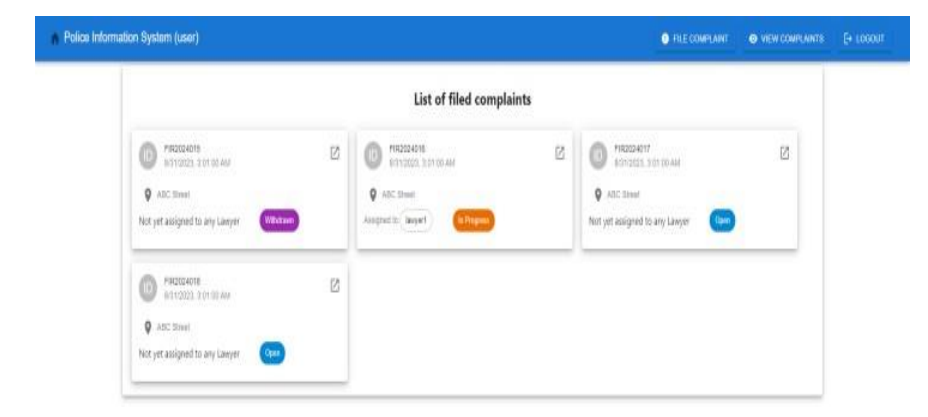 Police Information System (user)
FILE COMPLAINT
VIEW COMPLAINTS
LOGOUT
List of filed complaints
ID
FIR2024015
8/31/2023, 3:01:00 AM
ABC Street
Not yet assigned to any Lawyer
Withdrawn
ID
FIR2024016
8/31/2023, 3:01:00 AM
ABC Street
Assigned to: lawyer1
In Progress
ID
FIR2024017
8/31/2023, 3:01:00 AM
ABC Street
Not yet assigned to any Lawyer
Open
ID
FIR2024018
8/31/2023, 3:01:00 AM
ABC Street
Not yet assigned to any Lawyer
Open